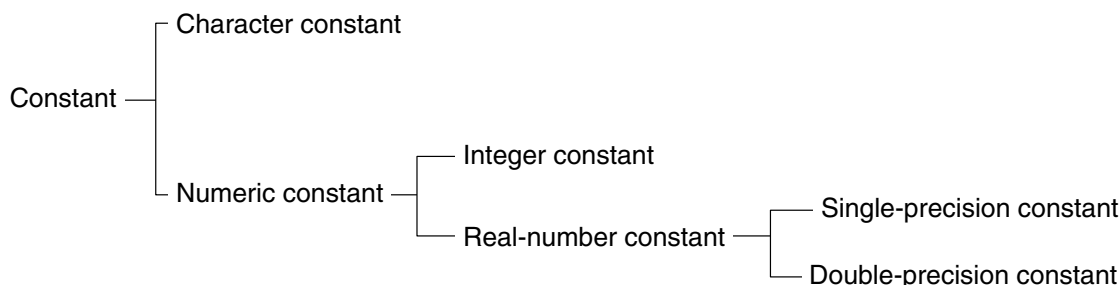 Character constant
Constant
Integer constant
Numeric constant
Single-precision constant
Real-number constant
Double-precision constant